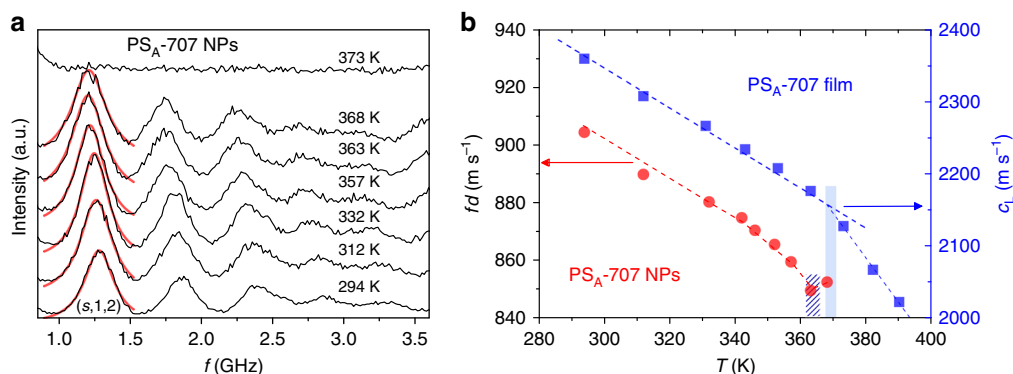 a
PS_A-707 NPs
373 K
368 K
363 K
357 K
332 K
312 K
294 K
(s,1,2)
Intensity (a.u.)
1.0 1.5 2.0 2.5 3.0 3.5
f (GHz)
b
940
920
900
880
860
840
fd (m s⁻¹)
PS_A-707 film
PS_A-707 NPs
2400
2300
2200
2100
2000
c_L (m s⁻¹)
280 300 320 340 360 380 400
T (K)